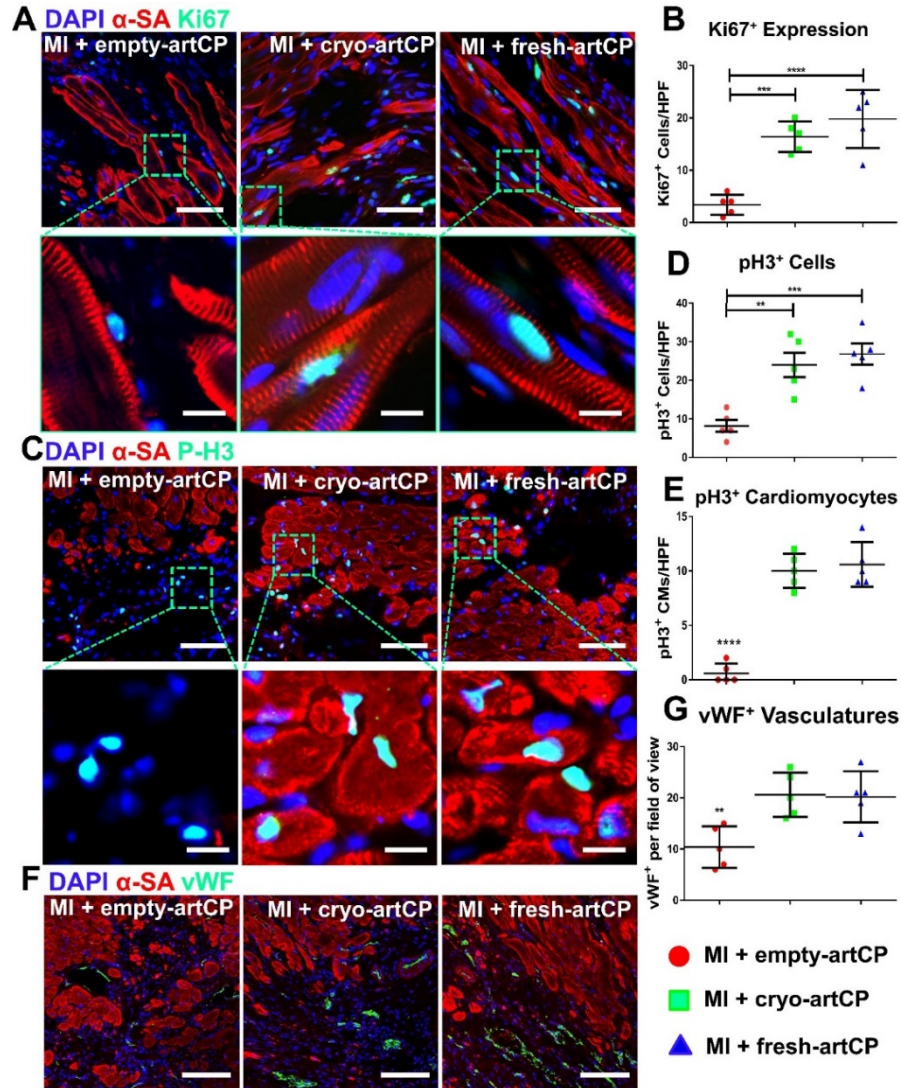 A DAPI α-SA Ki67
MI + empty-artCP MI + cryo-artCP MI + fresh-artCP
B
Ki67⁺ Expression
Ki67⁺ Cells/HPF
30
20
10
0
***
****
D
pH3⁺ Cells
pH3⁺ Cells/HPF
40
30
20
10
0
**
***
C DAPI α-SA P-H3
MI + empty-artCP MI + cryo-artCP MI + fresh-artCP
E
pH3⁺ Cardiomyocytes
pH3⁺ CMs/HPF
15
10
5
0
****
G
vWF⁺ Vasculatures
vWF⁺ per field of view
30
20
10
0
**
F DAPI α-SA vWF
MI + empty-artCP MI + cryo-artCP MI + fresh-artCP
MI + empty-artCP
MI + cryo-artCP
MI + fresh-artCP